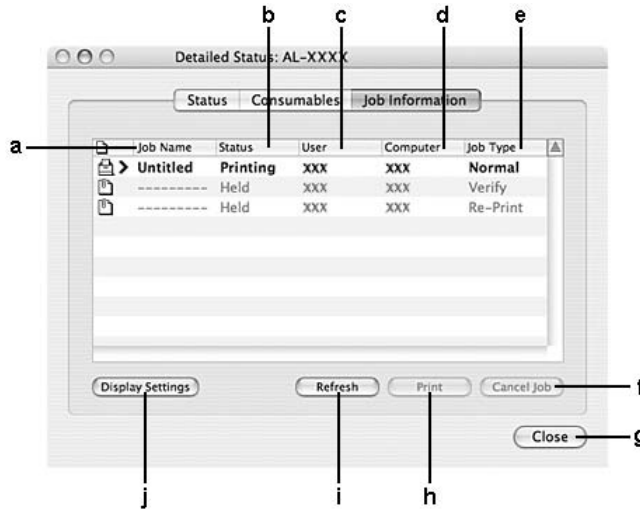 b c d e
Detailed Status: AL-XXXX
Status Consumables Job Information
a Job Name Status User Computer Job Type
Untitled Printing XXX XXX Normal
--------- Held XXX XXX Verify
--------- Held XXX XXX Re-Print
Display Settings Refresh Print Cancel Job f
Close g
j i h